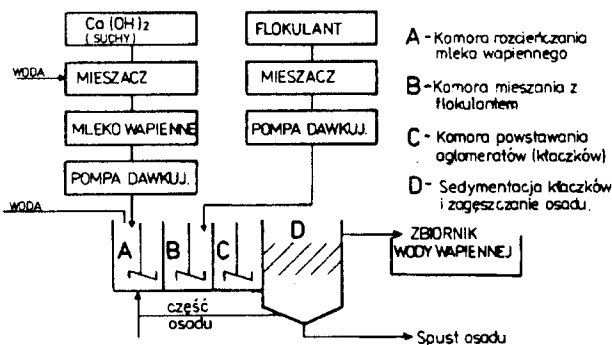 Ca(OH)₂
(SUCHY)
WODA
MIESZACZ
MLEKO WAPIENNE
POMPA DAWKUJ.
WODA
FLOKULANT
MIESZACZ
POMPA DAWKUJ.
A - Komora rozcieńczania
mleka wapiennego
B - Komora mieszania z
flokulantem
C - Komora powstawania
aglomeratów (kłaczków)
D - Sedymentacja kłaczków
i zagęszczanie osadu.
A
B
C
D
ZBIORNIK
WODY WAPIENNEJ
część
osadu
Spust osadu